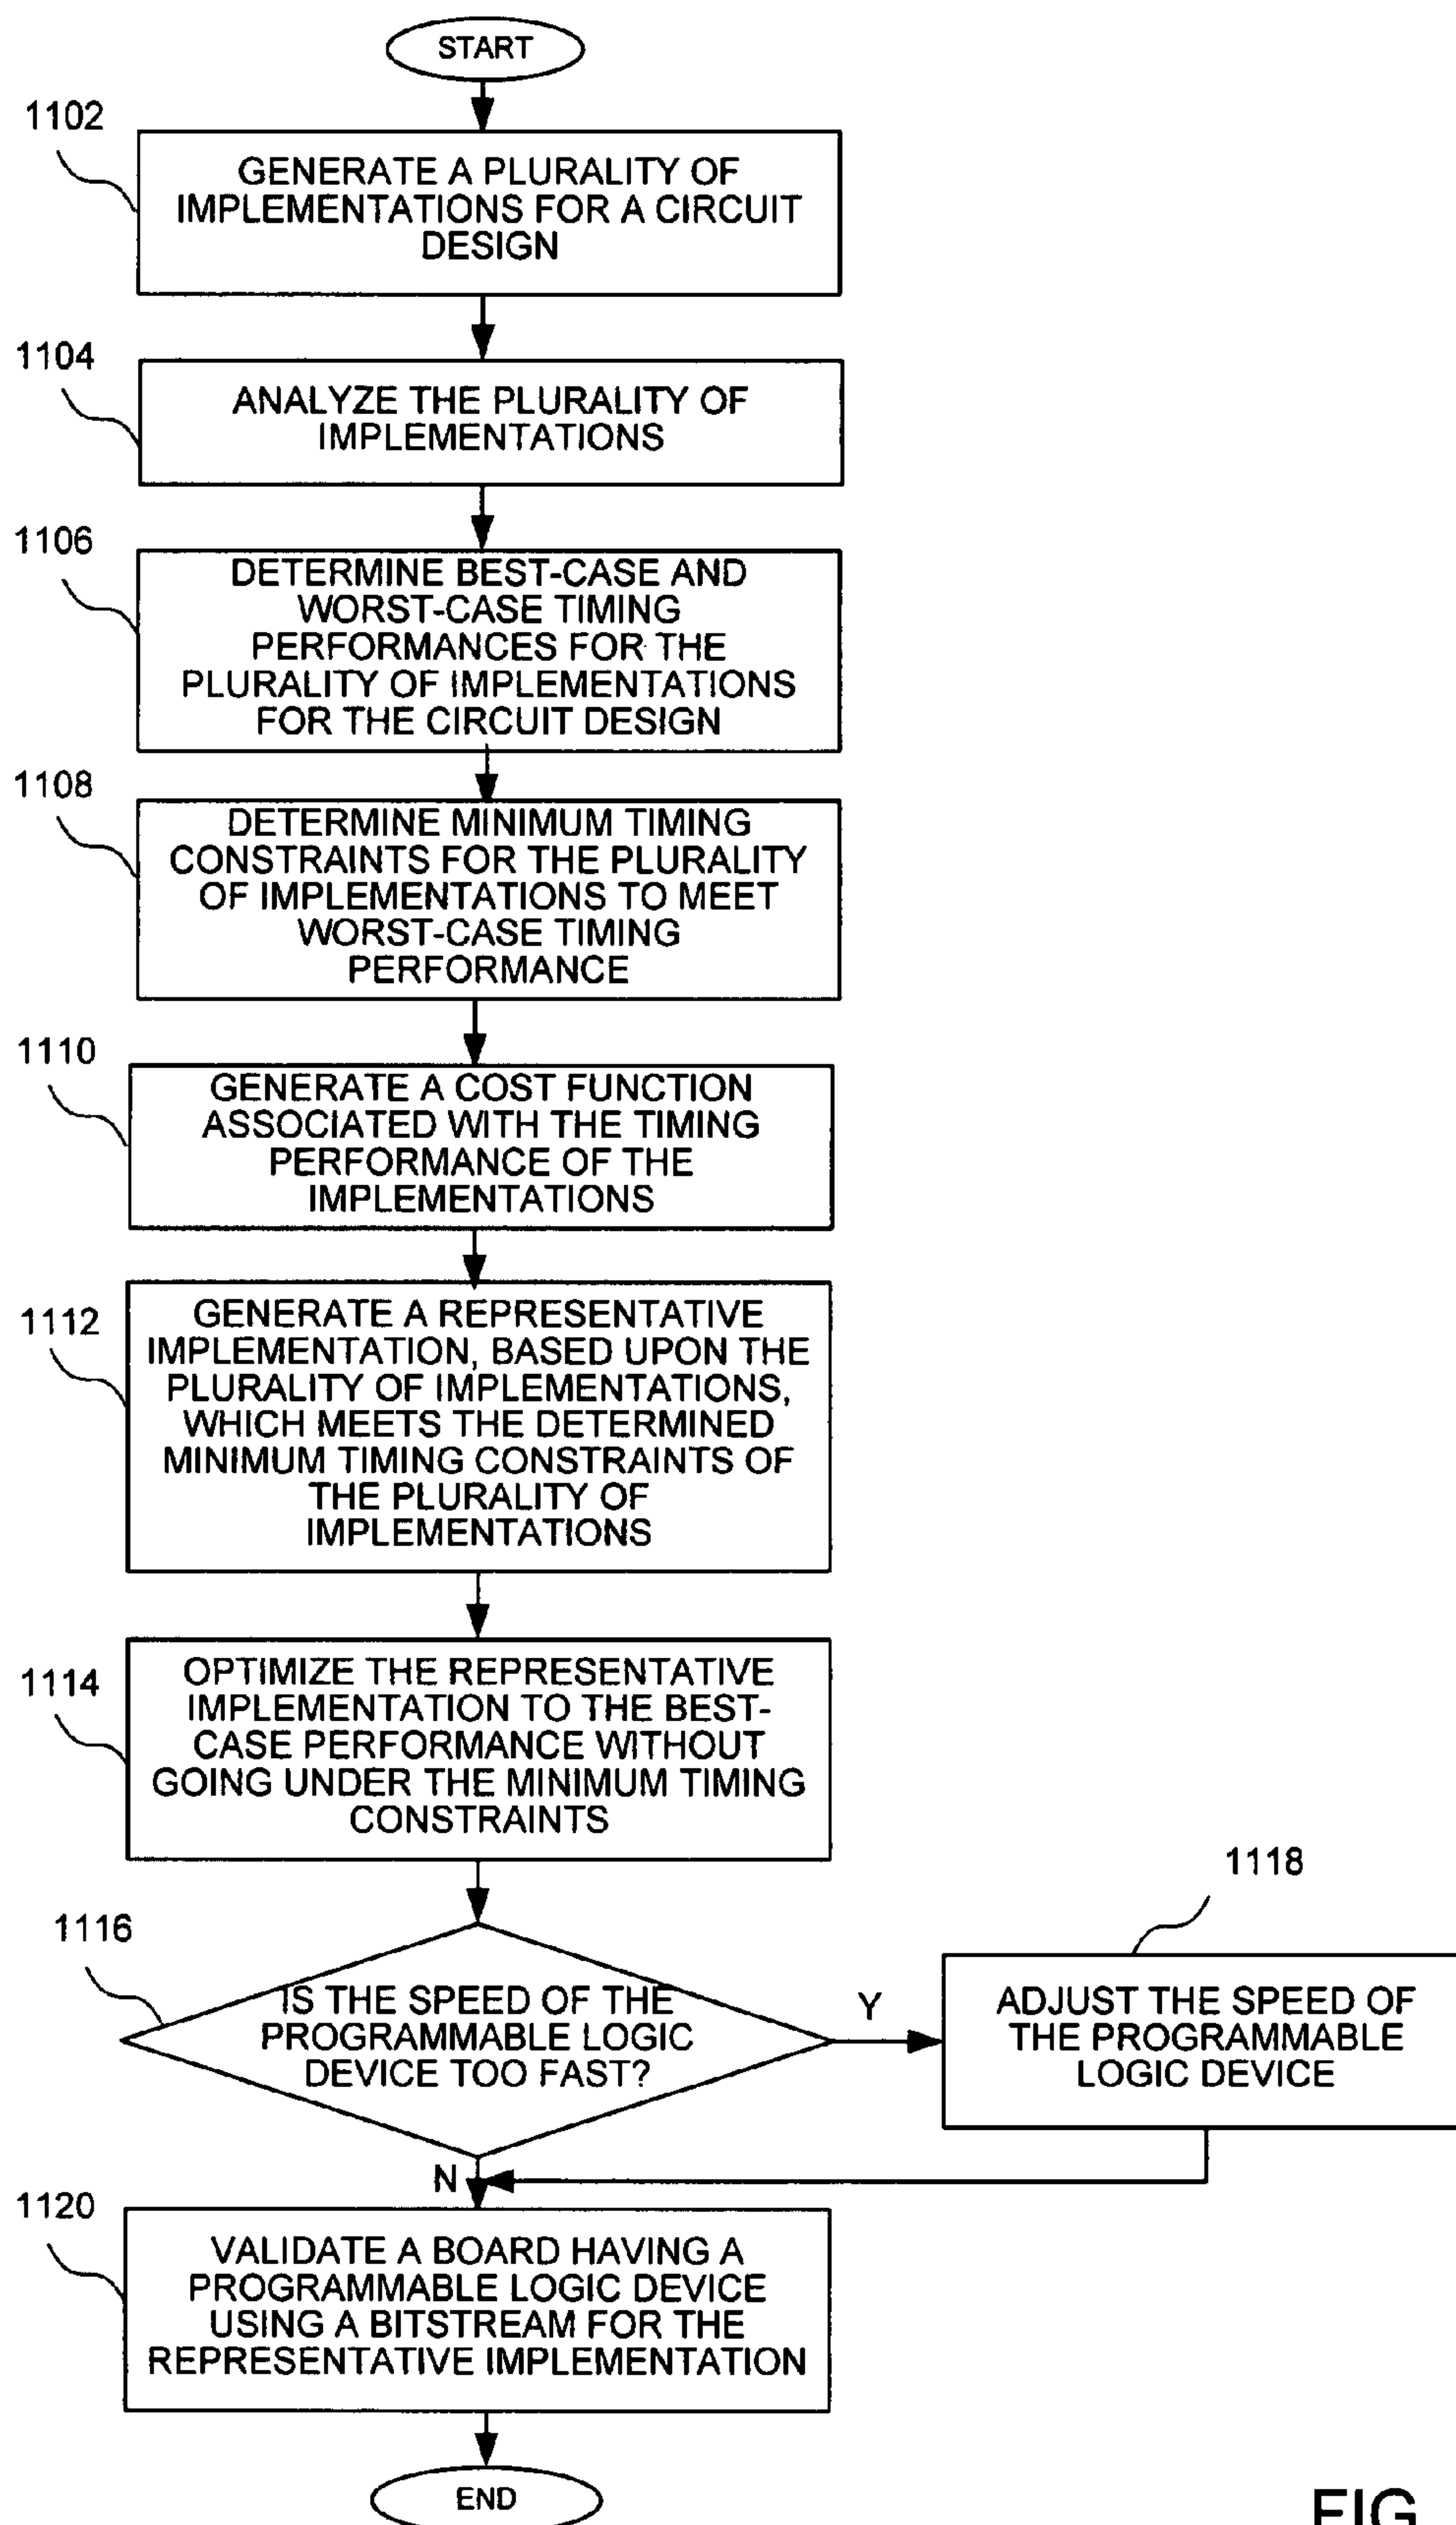 START
1102
GENERATE A PLURALITY OF
IMPLEMENTATIONS FOR A CIRCUIT
DESIGN
1104
ANALYZE THE PLURALITY OF
IMPLEMENTATIONS
1106
DETERMINE BEST-CASE AND
WORST-CASE TIMING
PERFORMANCES FOR THE
PLURALITY OF IMPLEMENTATIONS
FOR THE CIRCUIT DESIGN
1108
DETERMINE MINIMUM TIMING
CONSTRAINTS FOR THE PLURALITY
OF IMPLEMENTATIONS TO MEET
WORST-CASE TIMING
PERFORMANCE
1110
GENERATE A COST FUNCTION
ASSOCIATED WITH THE TIMING
PERFORMANCE OF THE
IMPLEMENTATIONS
1112
GENERATE A REPRESENTATIVE
IMPLEMENTATION, BASED UPON THE
PLURALITY OF IMPLEMENTATIONS,
WHICH MEETS THE DETERMINED
MINIMUM TIMING CONSTRAINTS OF
THE PLURALITY OF
IMPLEMENTATIONS
1114
OPTIMIZE THE REPRESENTATIVE
IMPLEMENTATION TO THE BEST-
CASE PERFORMANCE WITHOUT
GOING UNDER THE MINIMUM TIMING
CONSTRAINTS
1116
IS THE SPEED OF THE
PROGRAMMABLE LOGIC
DEVICE TOO FAST?
Y
1118
ADJUST THE SPEED OF
THE PROGRAMMABLE
LOGIC DEVICE
N
1120
VALIDATE A BOARD HAVING A
PROGRAMMABLE LOGIC DEVICE
USING A BITSTREAM FOR THE
REPRESENTATIVE IMPLEMENTATION
END
FIG